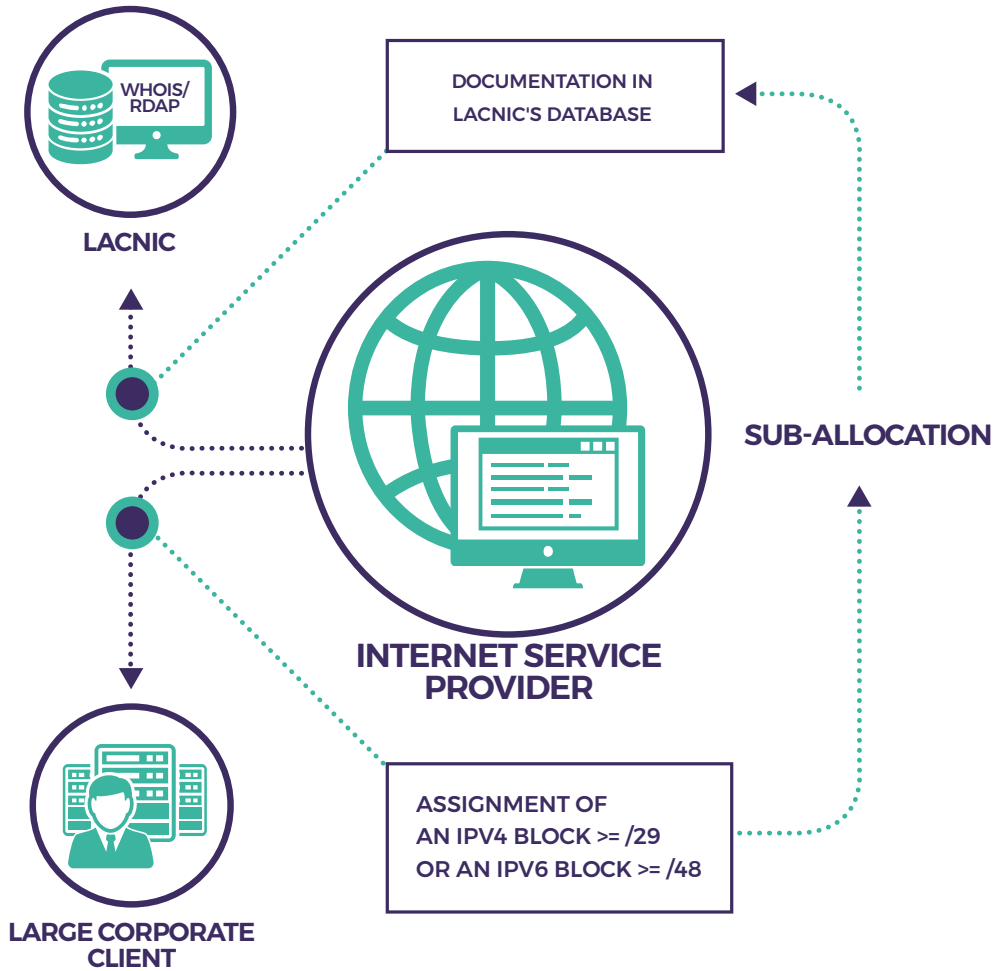 WHOIS/
RDAP
LACNIC
DOCUMENTATION IN
LACNIC'S DATABASE
SUB-ALLOCATION
INTERNET SERVICE
PROVIDER
ASSIGNMENT OF
AN IPV4 BLOCK >= /29
OR AN IPV6 BLOCK >= /48
LARGE CORPORATE
CLIENT